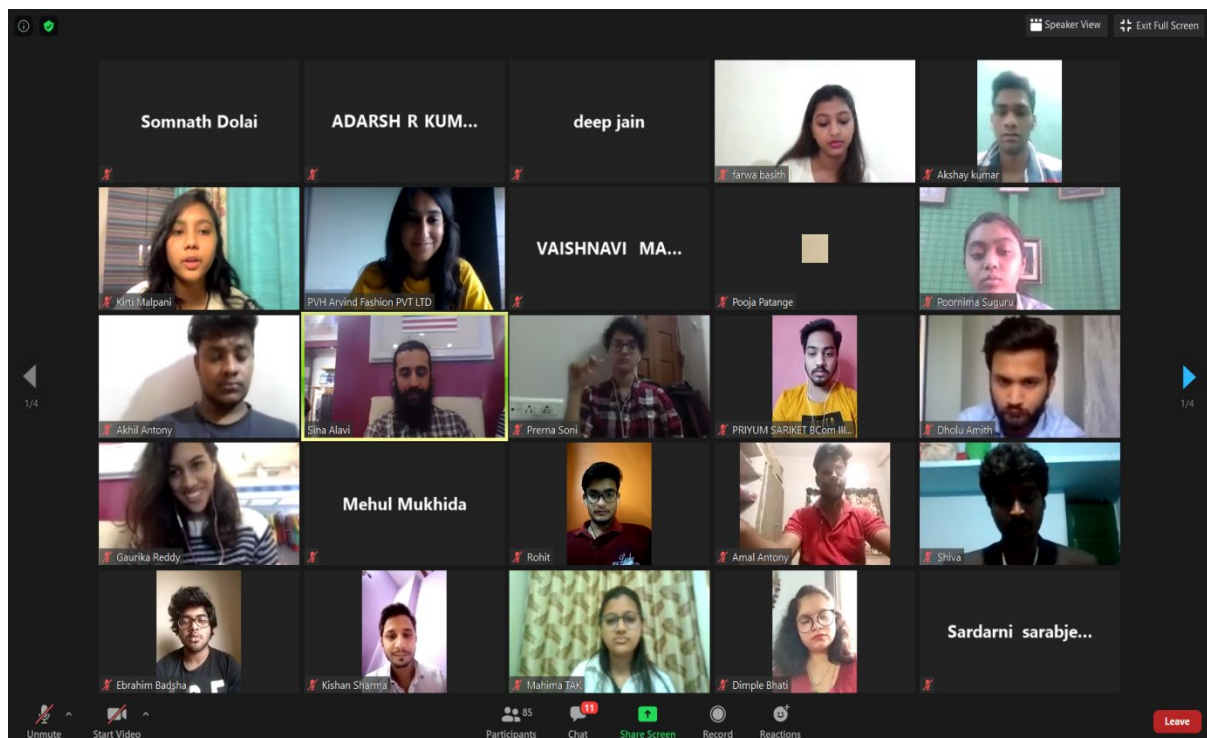 Speaker View
Exit Full Screen
Somnath Dolai
ADARSH R KUM...
deep jain
farwa basith
Akshay kumar
Kirti Malpani
PVH Arvind Fashion PVT LTD
VAISHNAVI MA...
Pooja Patange
Poornima Suguru
1/4
1/4
Akhil Antony
Sina Alavi
Prerna Soni
PRIYUM SARIKET BCom III...
Dholu Amith
Gaurika Reddy
Mehul Mukhida
Rohit
Amal Antony
Shiva
Ebrahim Badsha
Kishan Sharma
Mahima TAK
Dimple Bhati
Sardarni sarabje...
Unmute
Start Video
85
Participants
11
Chat
Share Screen
Record
Reactions
Leave